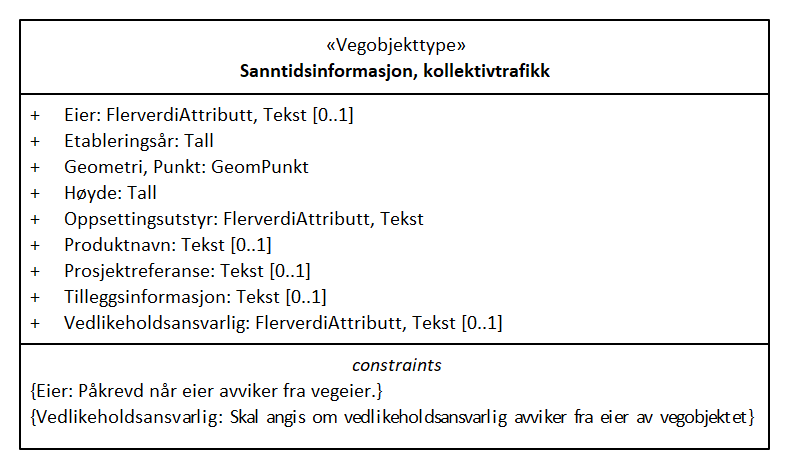 «Vegobjekttype»
Sanntidsinformasjon, kollektivtrafikk
+ Eier: FlerverdiAttributt, Tekst [0..1]
+ Etableringsår: Tall
+ Geometri, Punkt: GeomPunkt
+ Høyde: Tall
+ Oppsettingsutstyr: FlerverdiAttributt, Tekst
+ Produktnavn: Tekst [0..1]
+ Prosjektreferanse: Tekst [0..1]
+ Tilleggsinformasjon: Tekst [0..1]
+ Vedlikeholdsansvarlig: FlerverdiAttributt, Tekst [0..1]
constraints
{Eier: Påkrevd når eier avviker fra vegeier.}
{Vedlikeholdsansvarlig: Skal angis om vedlikeholdsansvarlig avviker fra eier av vegobjektet}